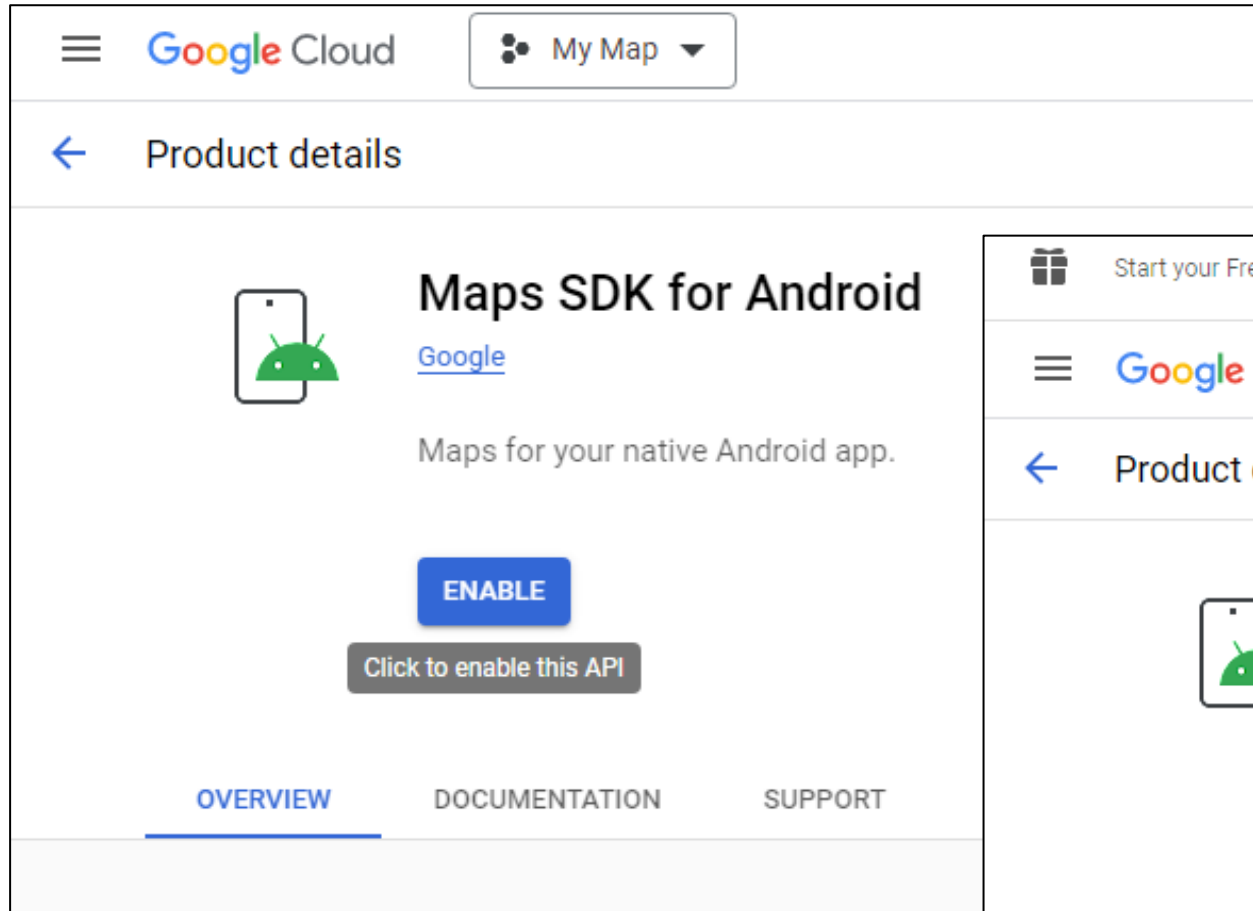 Google Cloud
My Map
Product details
Maps SDK for Android
Google
Maps for your native Android app.
ENABLE
Click to enable this API
OVERVIEW
DOCUMENTATION
SUPPORT
Start your Fre
Google
Product